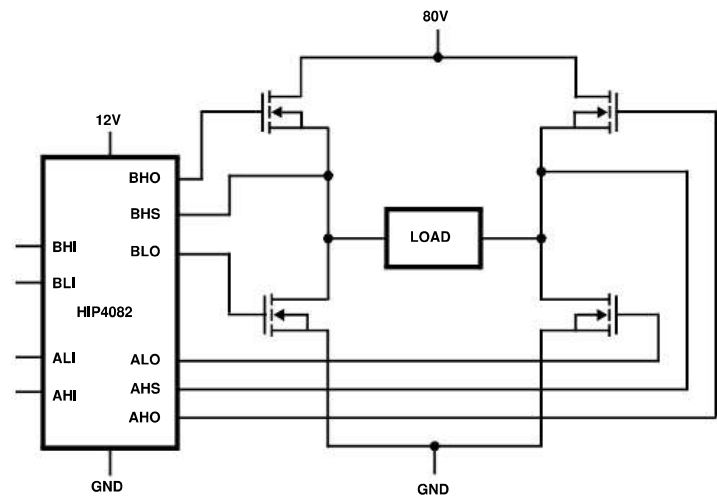 80V
12V
BHO
BHS
BLO
BHI
BLI
HIP4082
ALI
AHI
ALO
AHS
AHO
LOAD
GND
GND